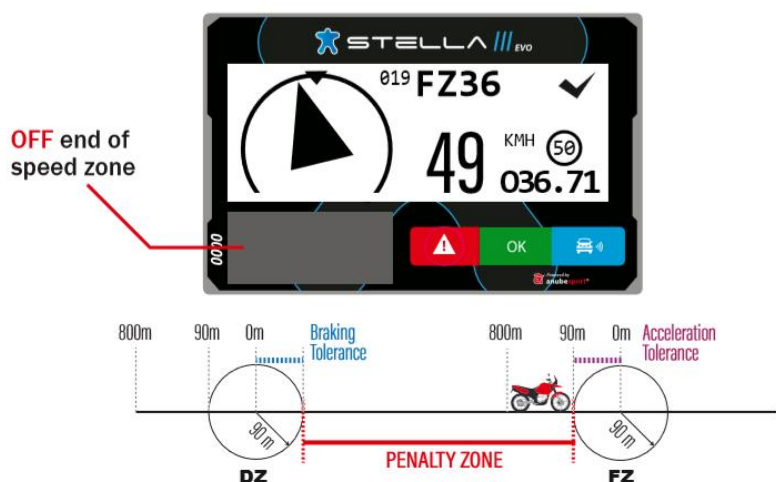 STELLA III EVO
019 FZ36
OFF end of
speed zone
49 KMH 50
036.71
0000
OK
Powered by
anubesport
800m 90m 0m Braking
Tolerance
800m 90m 0m Acceleration
Tolerance
90 m
90 m
PENALTY ZONE
DZ
FZ